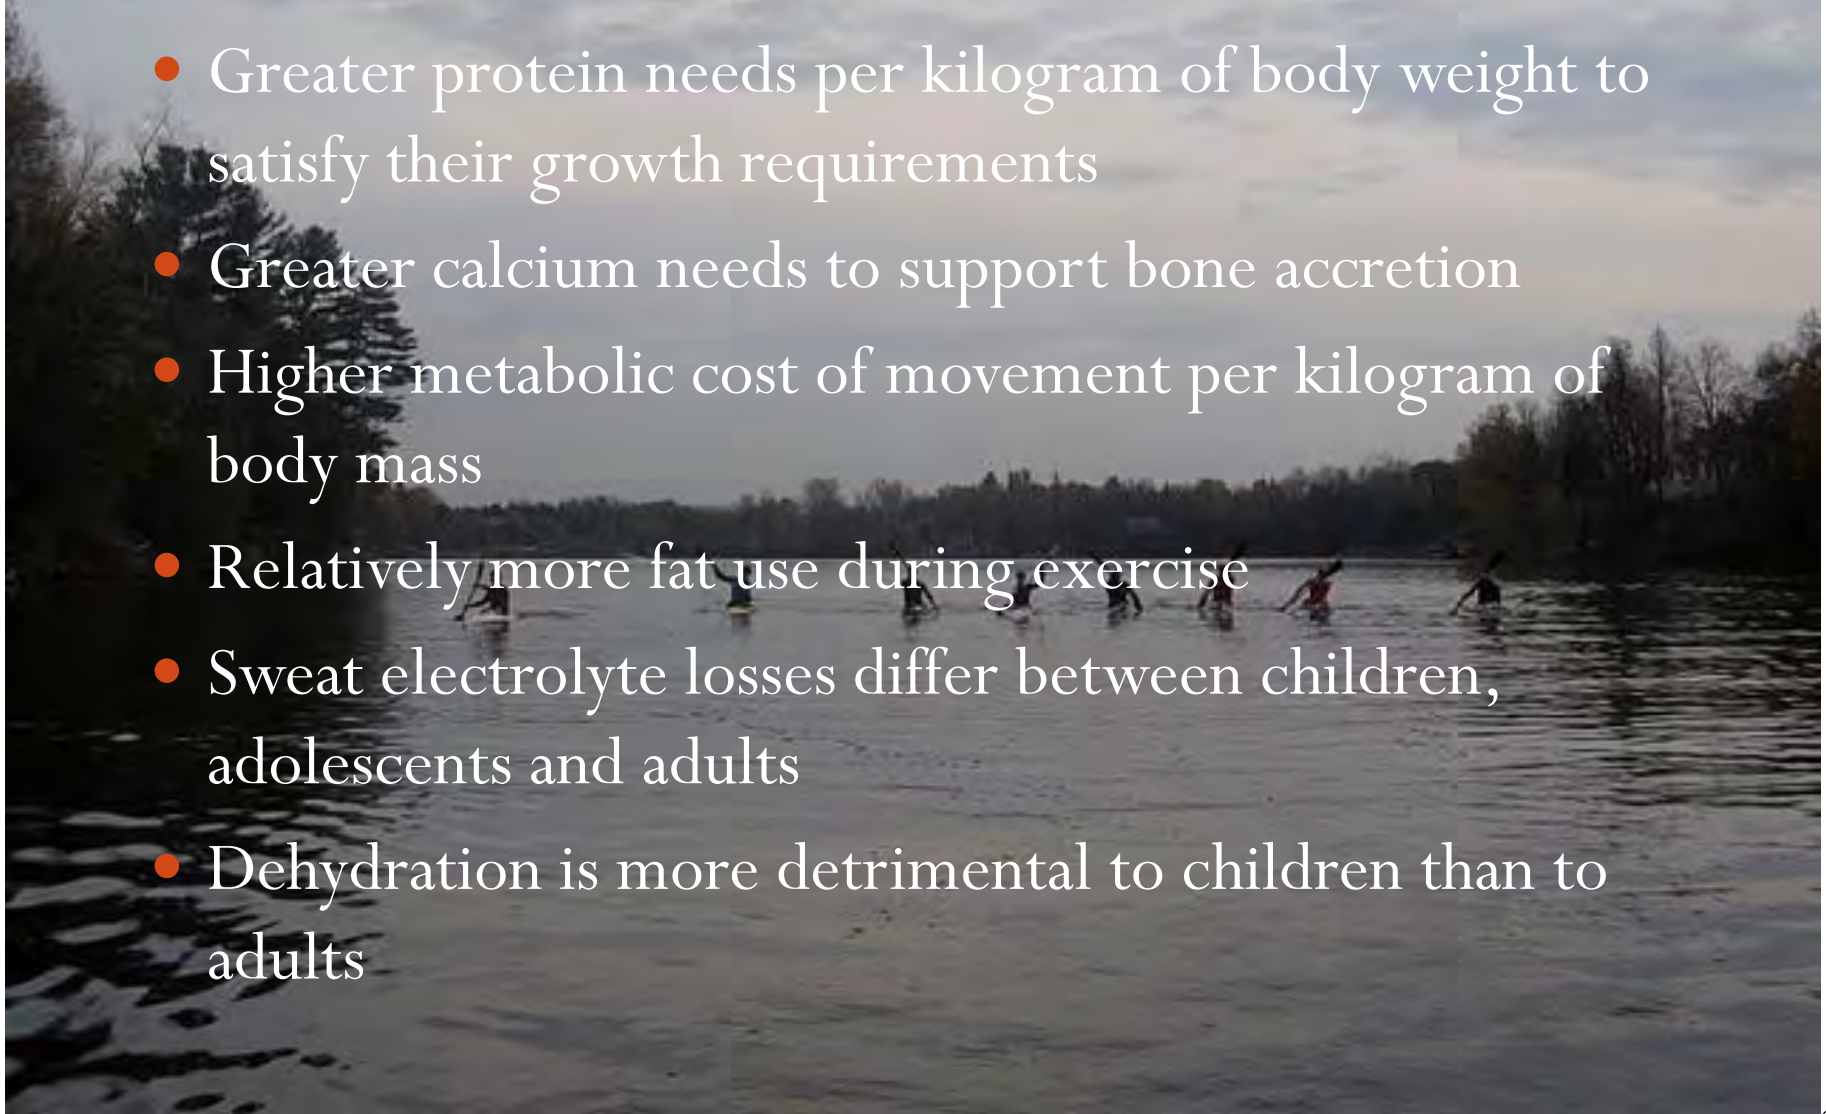 • Greater protein needs per kilogram of body weight to
satisfy their growth requirements
• Greater calcium needs to support bone accretion
• Higher metabolic cost of movement per kilogram of
body mass
• Relatively more fat use during exercise
• Sweat electrolyte losses differ between children,
adolescents and adults
• Dehydration is more detrimental to children than to
adults